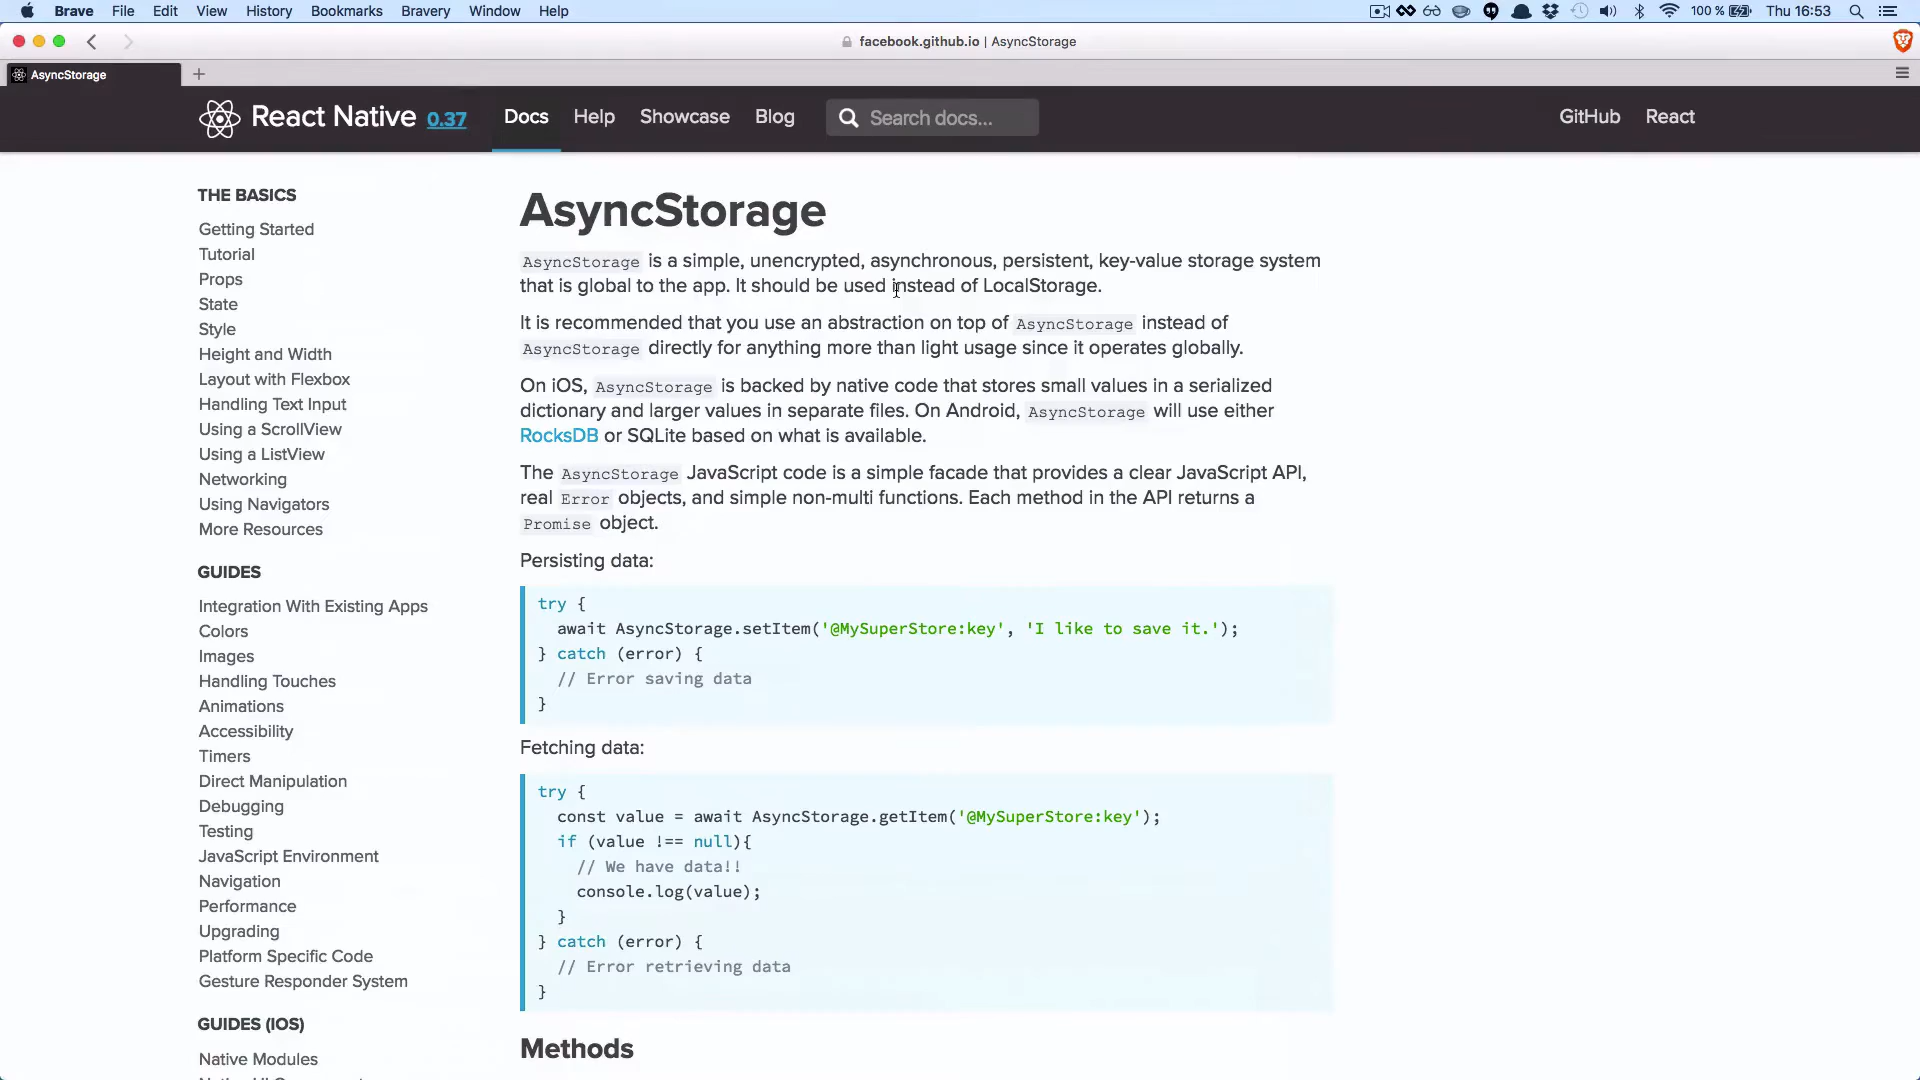 Brave File Edit View History Bookmarks Bravery Window Help 100 % Thu 16:53
facebook.github.io | AsyncStorage
AsyncStorage
React Native 0.37 Docs Help Showcase Blog Search docs... GitHub React
THE BASICS
Getting Started
Tutorial
Props
State
Style
Height and Width
Layout with Flexbox
Handling Text Input
Using a ScrollView
Using a ListView
Networking
Using Navigators
More Resources
GUIDES
Integration With Existing Apps
Colors
Images
Handling Touches
Animations
Accessibility
Timers
Direct Manipulation
Debugging
Testing
JavaScript Environment
Navigation
Performance
Upgrading
Platform Specific Code
Gesture Responder System
GUIDES (IOS)
Native Modules
AsyncStorage
AsyncStorage is a simple, unencrypted, asynchronous, persistent, key-value storage system
that is global to the app. It should be used instead of LocalStorage.
It is recommended that you use an abstraction on top of AsyncStorage instead of
AsyncStorage directly for anything more than light usage since it operates globally.
On iOS, AsyncStorage is backed by native code that stores small values in a serialized
dictionary and larger values in separate files. On Android, AsyncStorage will use either
RocksDB or SQLite based on what is available.
The AsyncStorage JavaScript code is a simple facade that provides a clear JavaScript API,
real Error objects, and simple non-multi functions. Each method in the API returns a
Promise object.
Persisting data:
try {
await AsyncStorage.setItem('@MySuperStore:key', 'I like to save it.');
} catch (error) {
// Error saving data
}
Fetching data:
try {
const value = await AsyncStorage.getItem('@MySuperStore:key');
if (value !== null){
// We have data!!
console.log(value);
}
} catch (error) {
// Error retrieving data
}
Methods